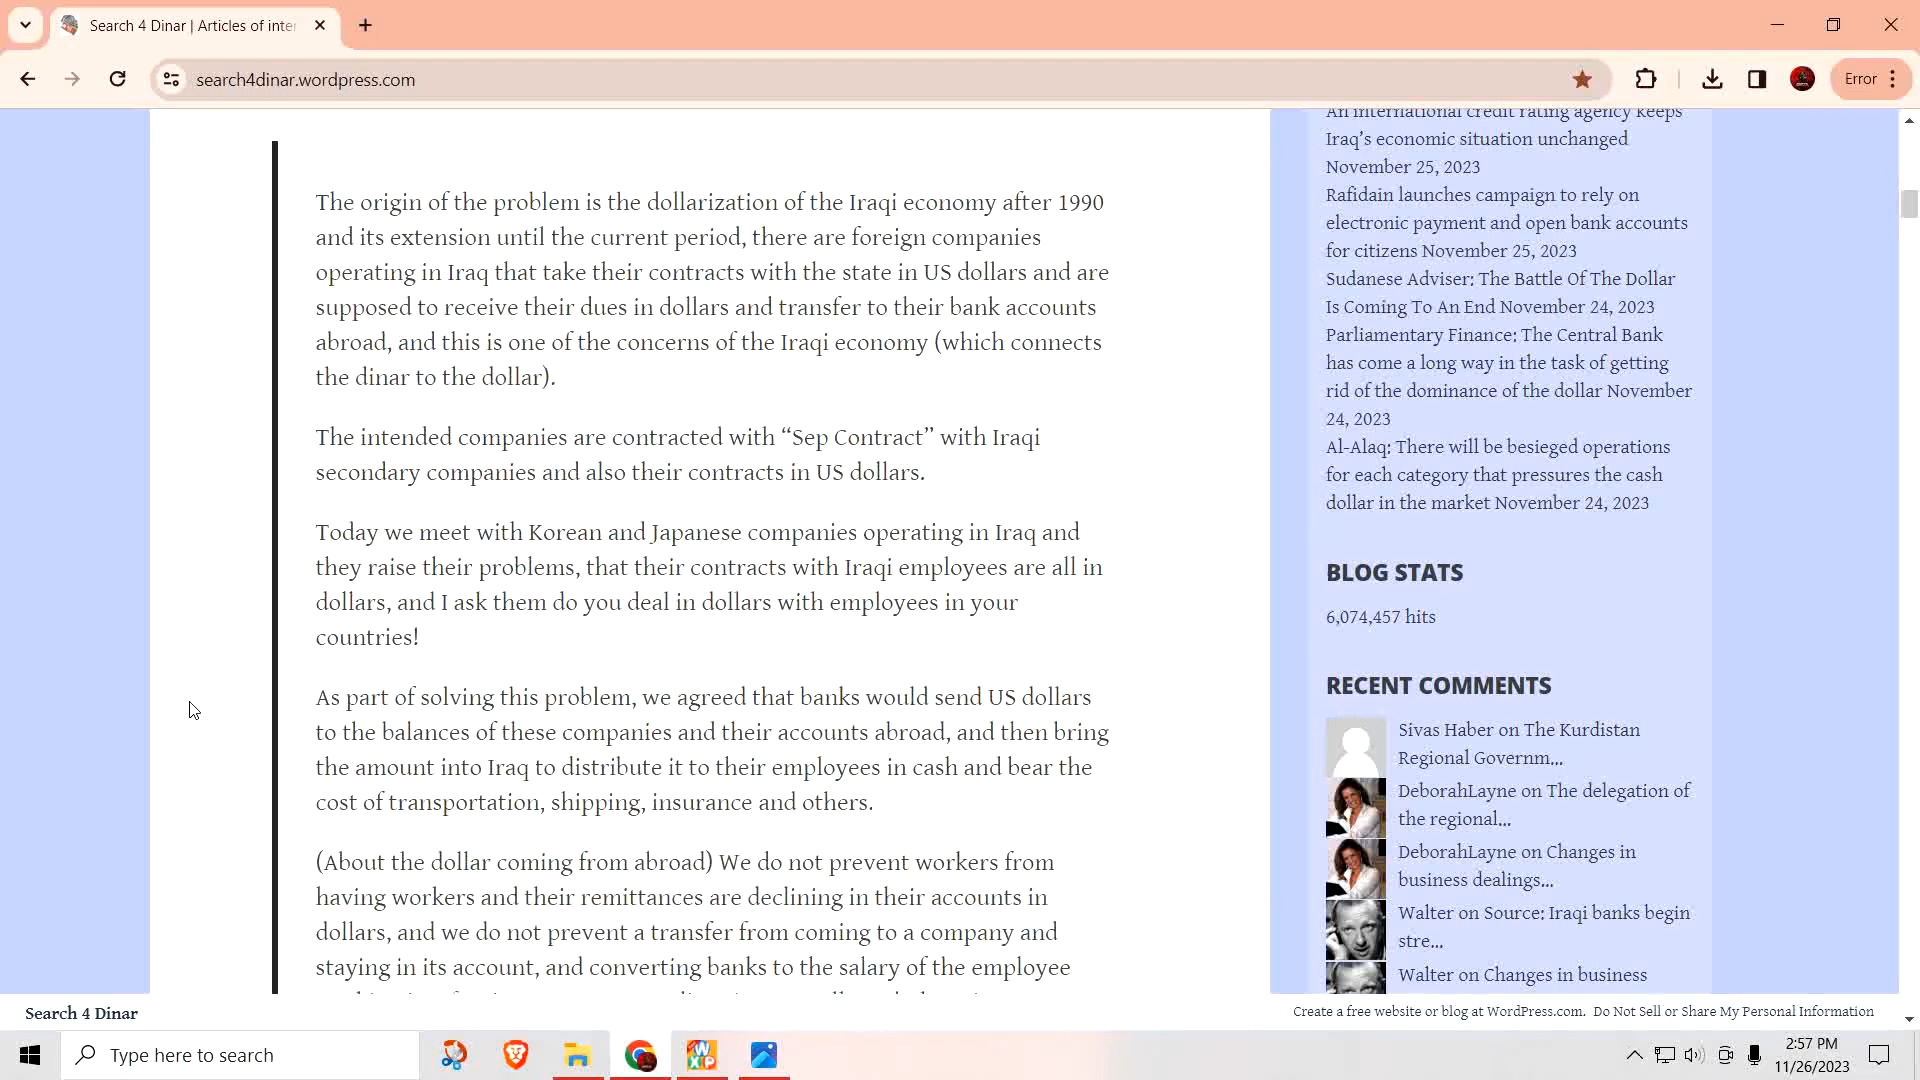 Search 4 Dinar | Articles of inter
search4dinar.wordpress.com
Error
The origin of the problem is the dollarization of the Iraqi economy after 1990
and its extension until the current period, there are foreign companies
operating in Iraq that take their contracts with the state in US dollars and are
supposed to receive their dues in dollars and transfer to their bank accounts
abroad, and this is one of the concerns of the Iraqi economy (which connects
the dinar to the dollar).
The intended companies are contracted with “Sep Contract” with Iraqi
secondary companies and also their contracts in US dollars.
Today we meet with Korean and Japanese companies operating in Iraq and
they raise their problems, that their contracts with Iraqi employees are all in
dollars, and I ask them do you deal in dollars with employees in your
countries!
As part of solving this problem, we agreed that banks would send US dollars
to the balances of these companies and their accounts abroad, and then bring
the amount into Iraq to distribute it to their employees in cash and bear the
cost of transportation, shipping, insurance and others.
(About the dollar coming from abroad) We do not prevent workers from
having workers and their remittances are declining in their accounts in
dollars, and we do not prevent a transfer from coming to a company and
staying in its account, and converting banks to the salary of the employee
An international credit rating agency keeps
Iraq’s economic situation unchanged
November 25, 2023
Rafidain launches campaign to rely on
electronic payment and open bank accounts
for citizens November 25, 2023
Sudanese Adviser: The Battle Of The Dollar
Is Coming To An End November 24, 2023
Parliamentary Finance: The Central Bank
has come a long way in the task of getting
rid of the dominance of the dollar November
24, 2023
Al-Alaq: There will be besieged operations
for each category that pressures the cash
dollar in the market November 24, 2023
BLOG STATS
6,074,457 hits
RECENT COMMENTS
Sivas Haber on The Kurdistan
Regional Governm...
DeborahLayne on The delegation of
the regional...
DeborahLayne on Changes in
business dealings...
Walter on Source: Iraqi banks begin
stre...
Walter on Changes in business
Search 4 Dinar
Create a free website or blog at WordPress.com. Do Not Sell or Share My Personal Information
Type here to search
2:57 PM
11/26/2023